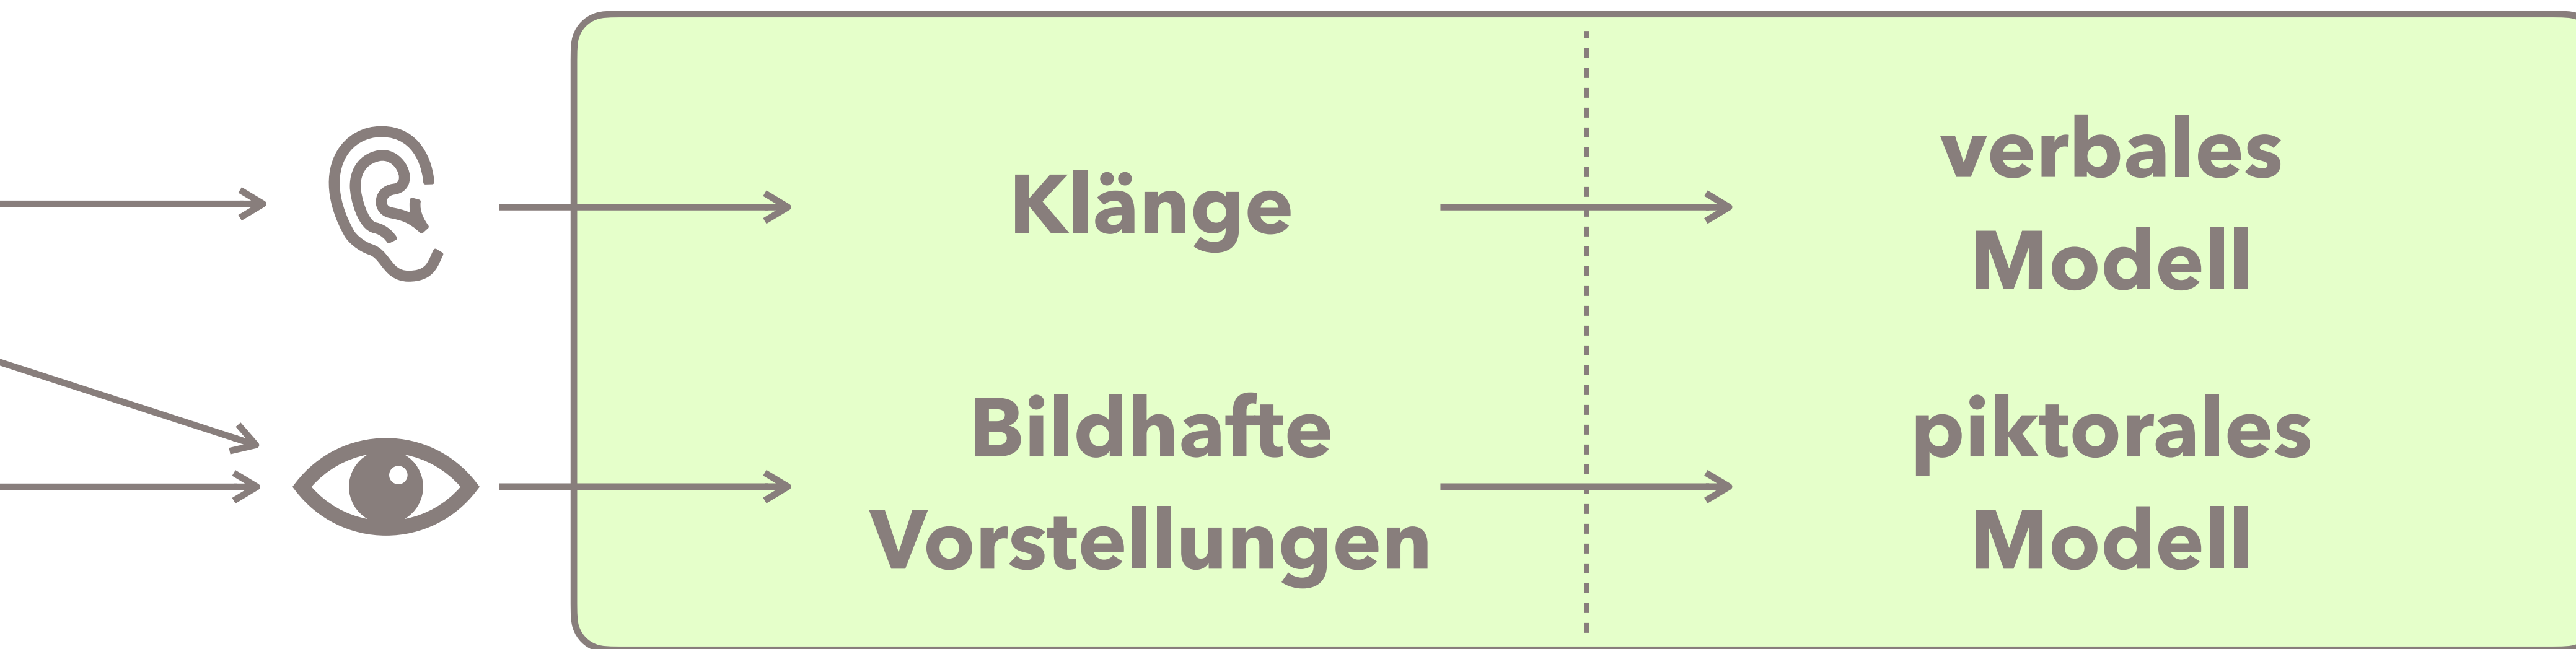 Klänge
verbales
Modell
Bildhafte
Vorstellungen
piktorales
Modell